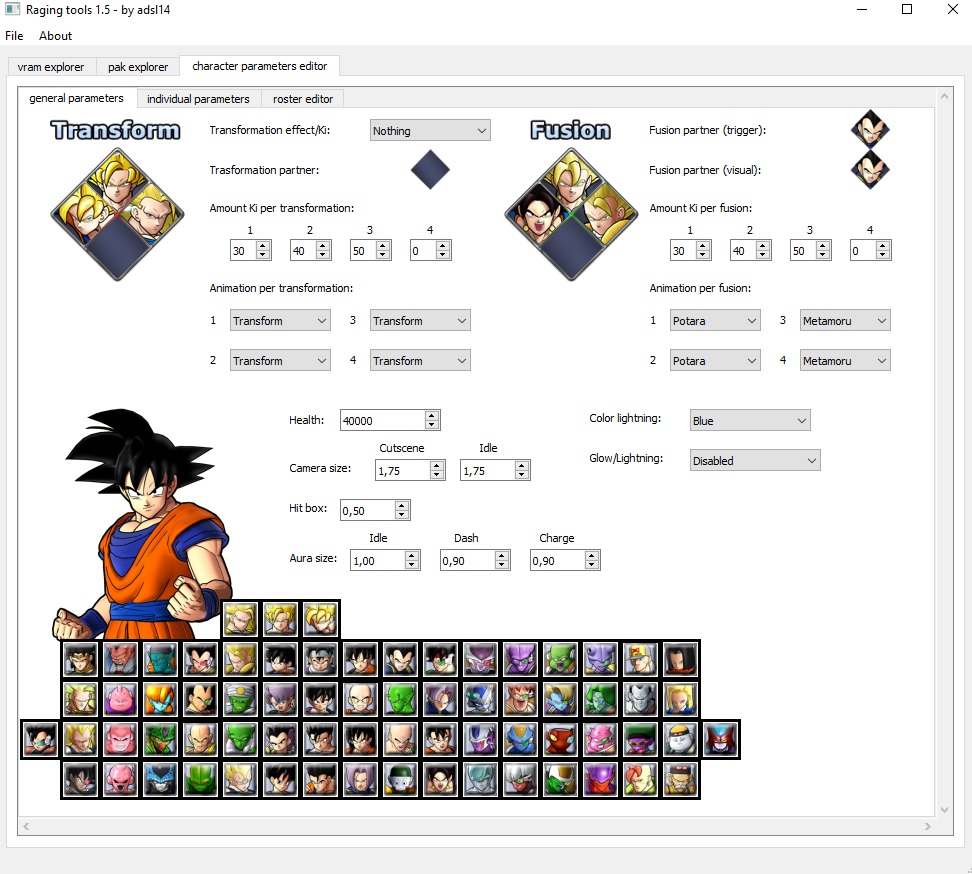 Raging tools 1.5 - by adsl14
File About
vram explorer pak explorer character parameters editor
general parameters individual parameters roster editor
Transform
Transformation effect/Ki: Nothing
Trasformation partner:
Amount Ki per transformation:
1 2 3 4
30 40 50 0
Animation per transformation:
1 Transform 3 Transform
2 Transform 4 Transform
Fusion
Fusion partner (trigger):
Fusion partner (visual):
Amount Ki per fusion:
1 2 3 4
30 40 50 0
Animation per fusion:
1 Potara 3 Metamoru
2 Potara 4 Metamoru
Health: 40000
Cutscene Idle
Camera size: 1,75 1,75
Hit box: 0,50
Idle Dash Charge
Aura size: 1,00 0,90 0,90
Color lightning: Blue
Glow/Lightning: Disabled